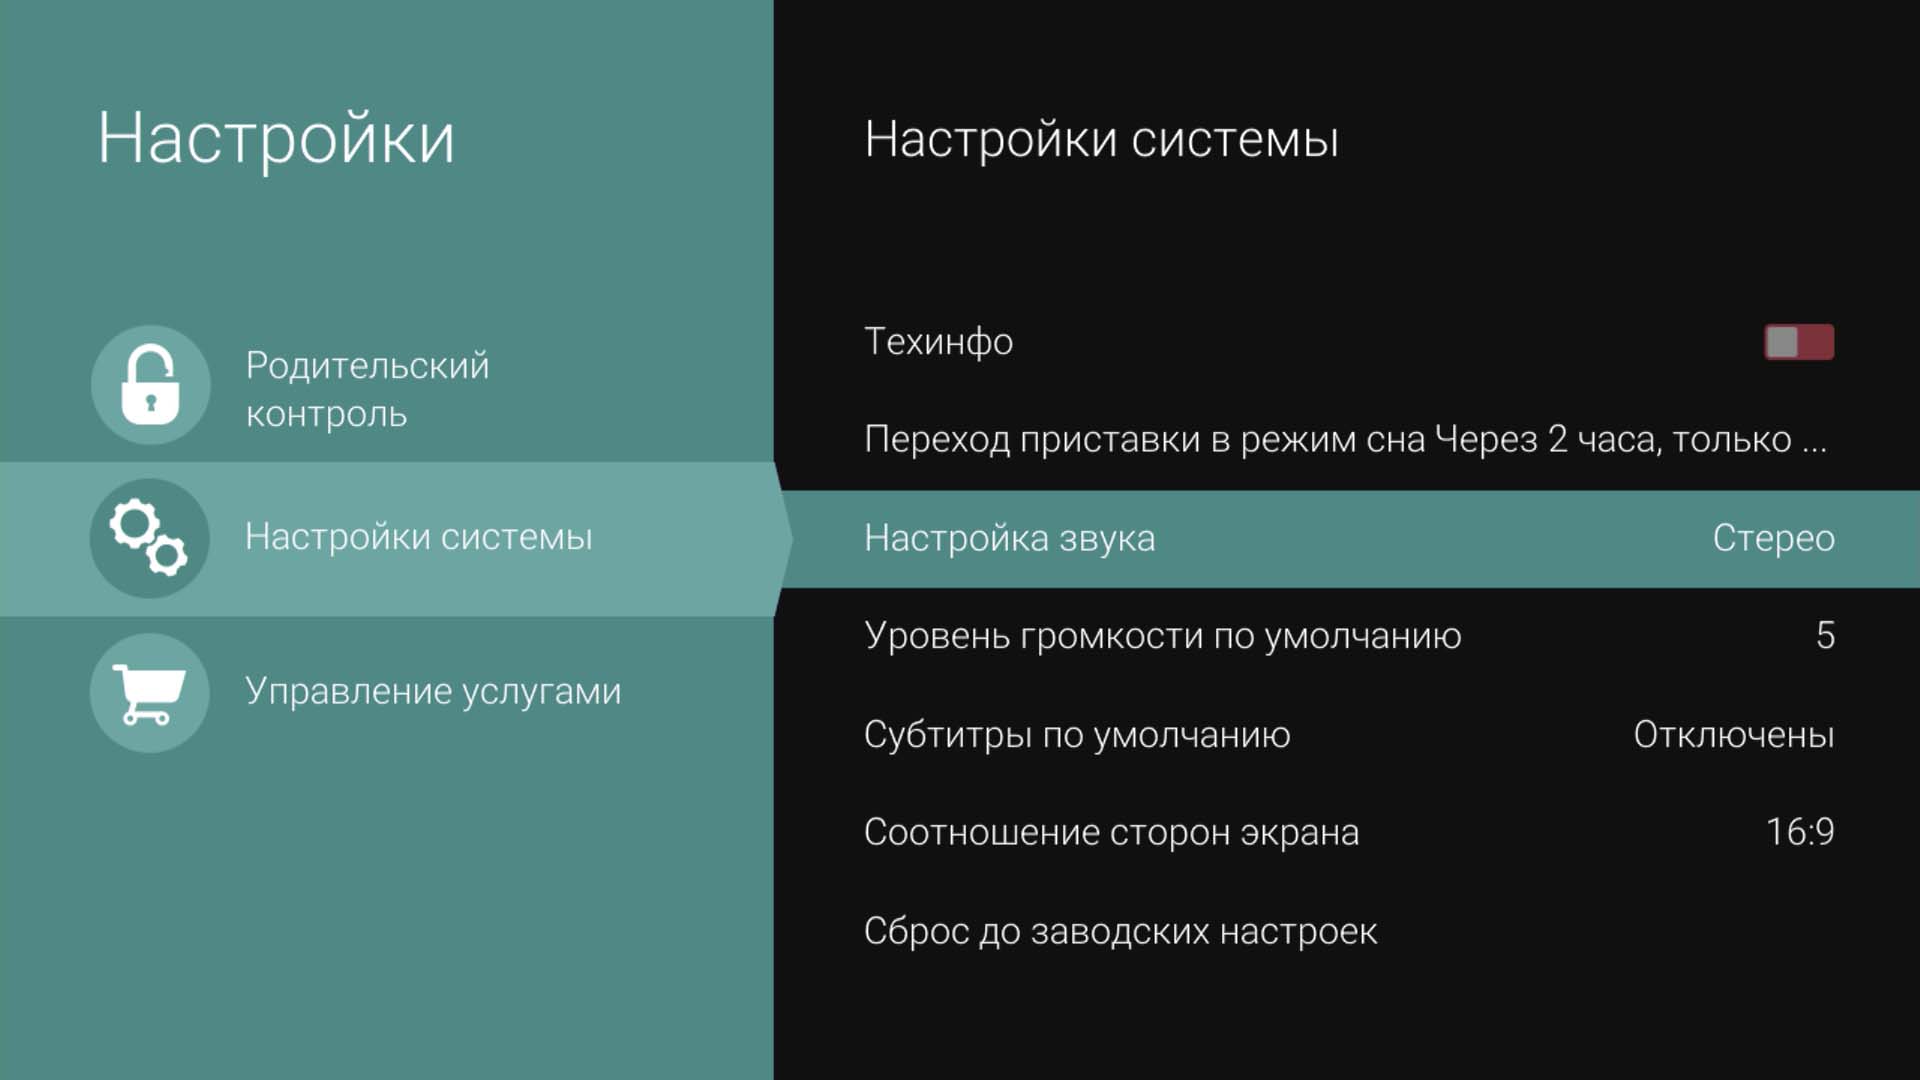 Настройки
Родительский
контроль
Настройки системы
Управление услугами
Настройки системы
Техинфо
Переход приставки в режим сна Через 2 часа, только ...
Настройка звука Стерео
Уровень громкости по умолчанию 5
Субтитры по умолчанию Отключены
Соотношение сторон экрана 16:9
Сброс до заводских настроек